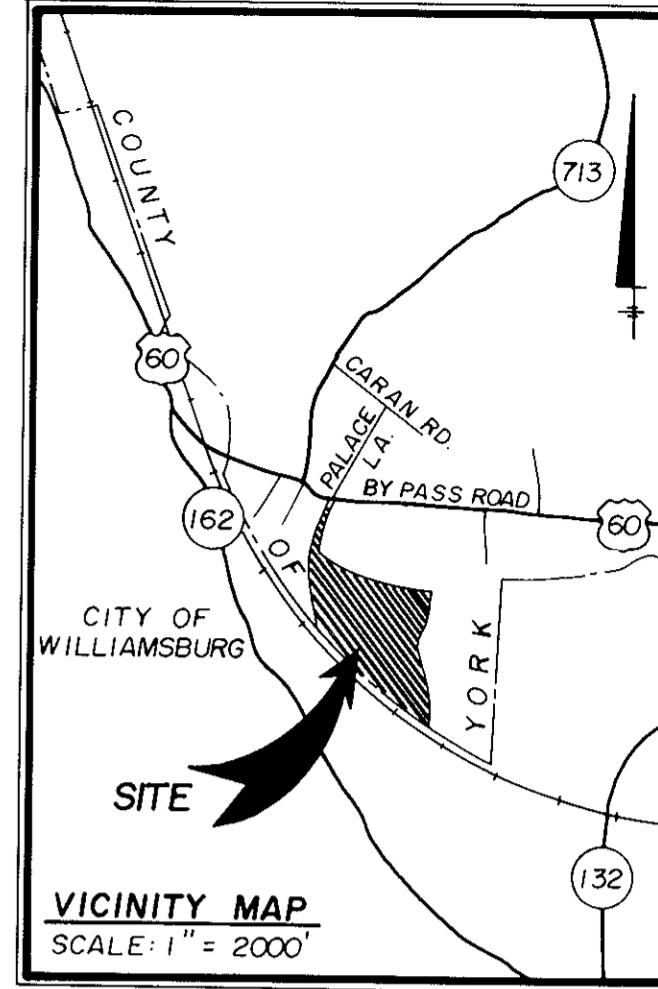 COUNTY
713
60
CARAN RD.
PALACE
LA.
BY PASS ROAD
60
162
OF
CITY OF
WILLIAMSBURG
YORK
SITE
132
VICINITY MAP
SCALE: 1" = 2000'